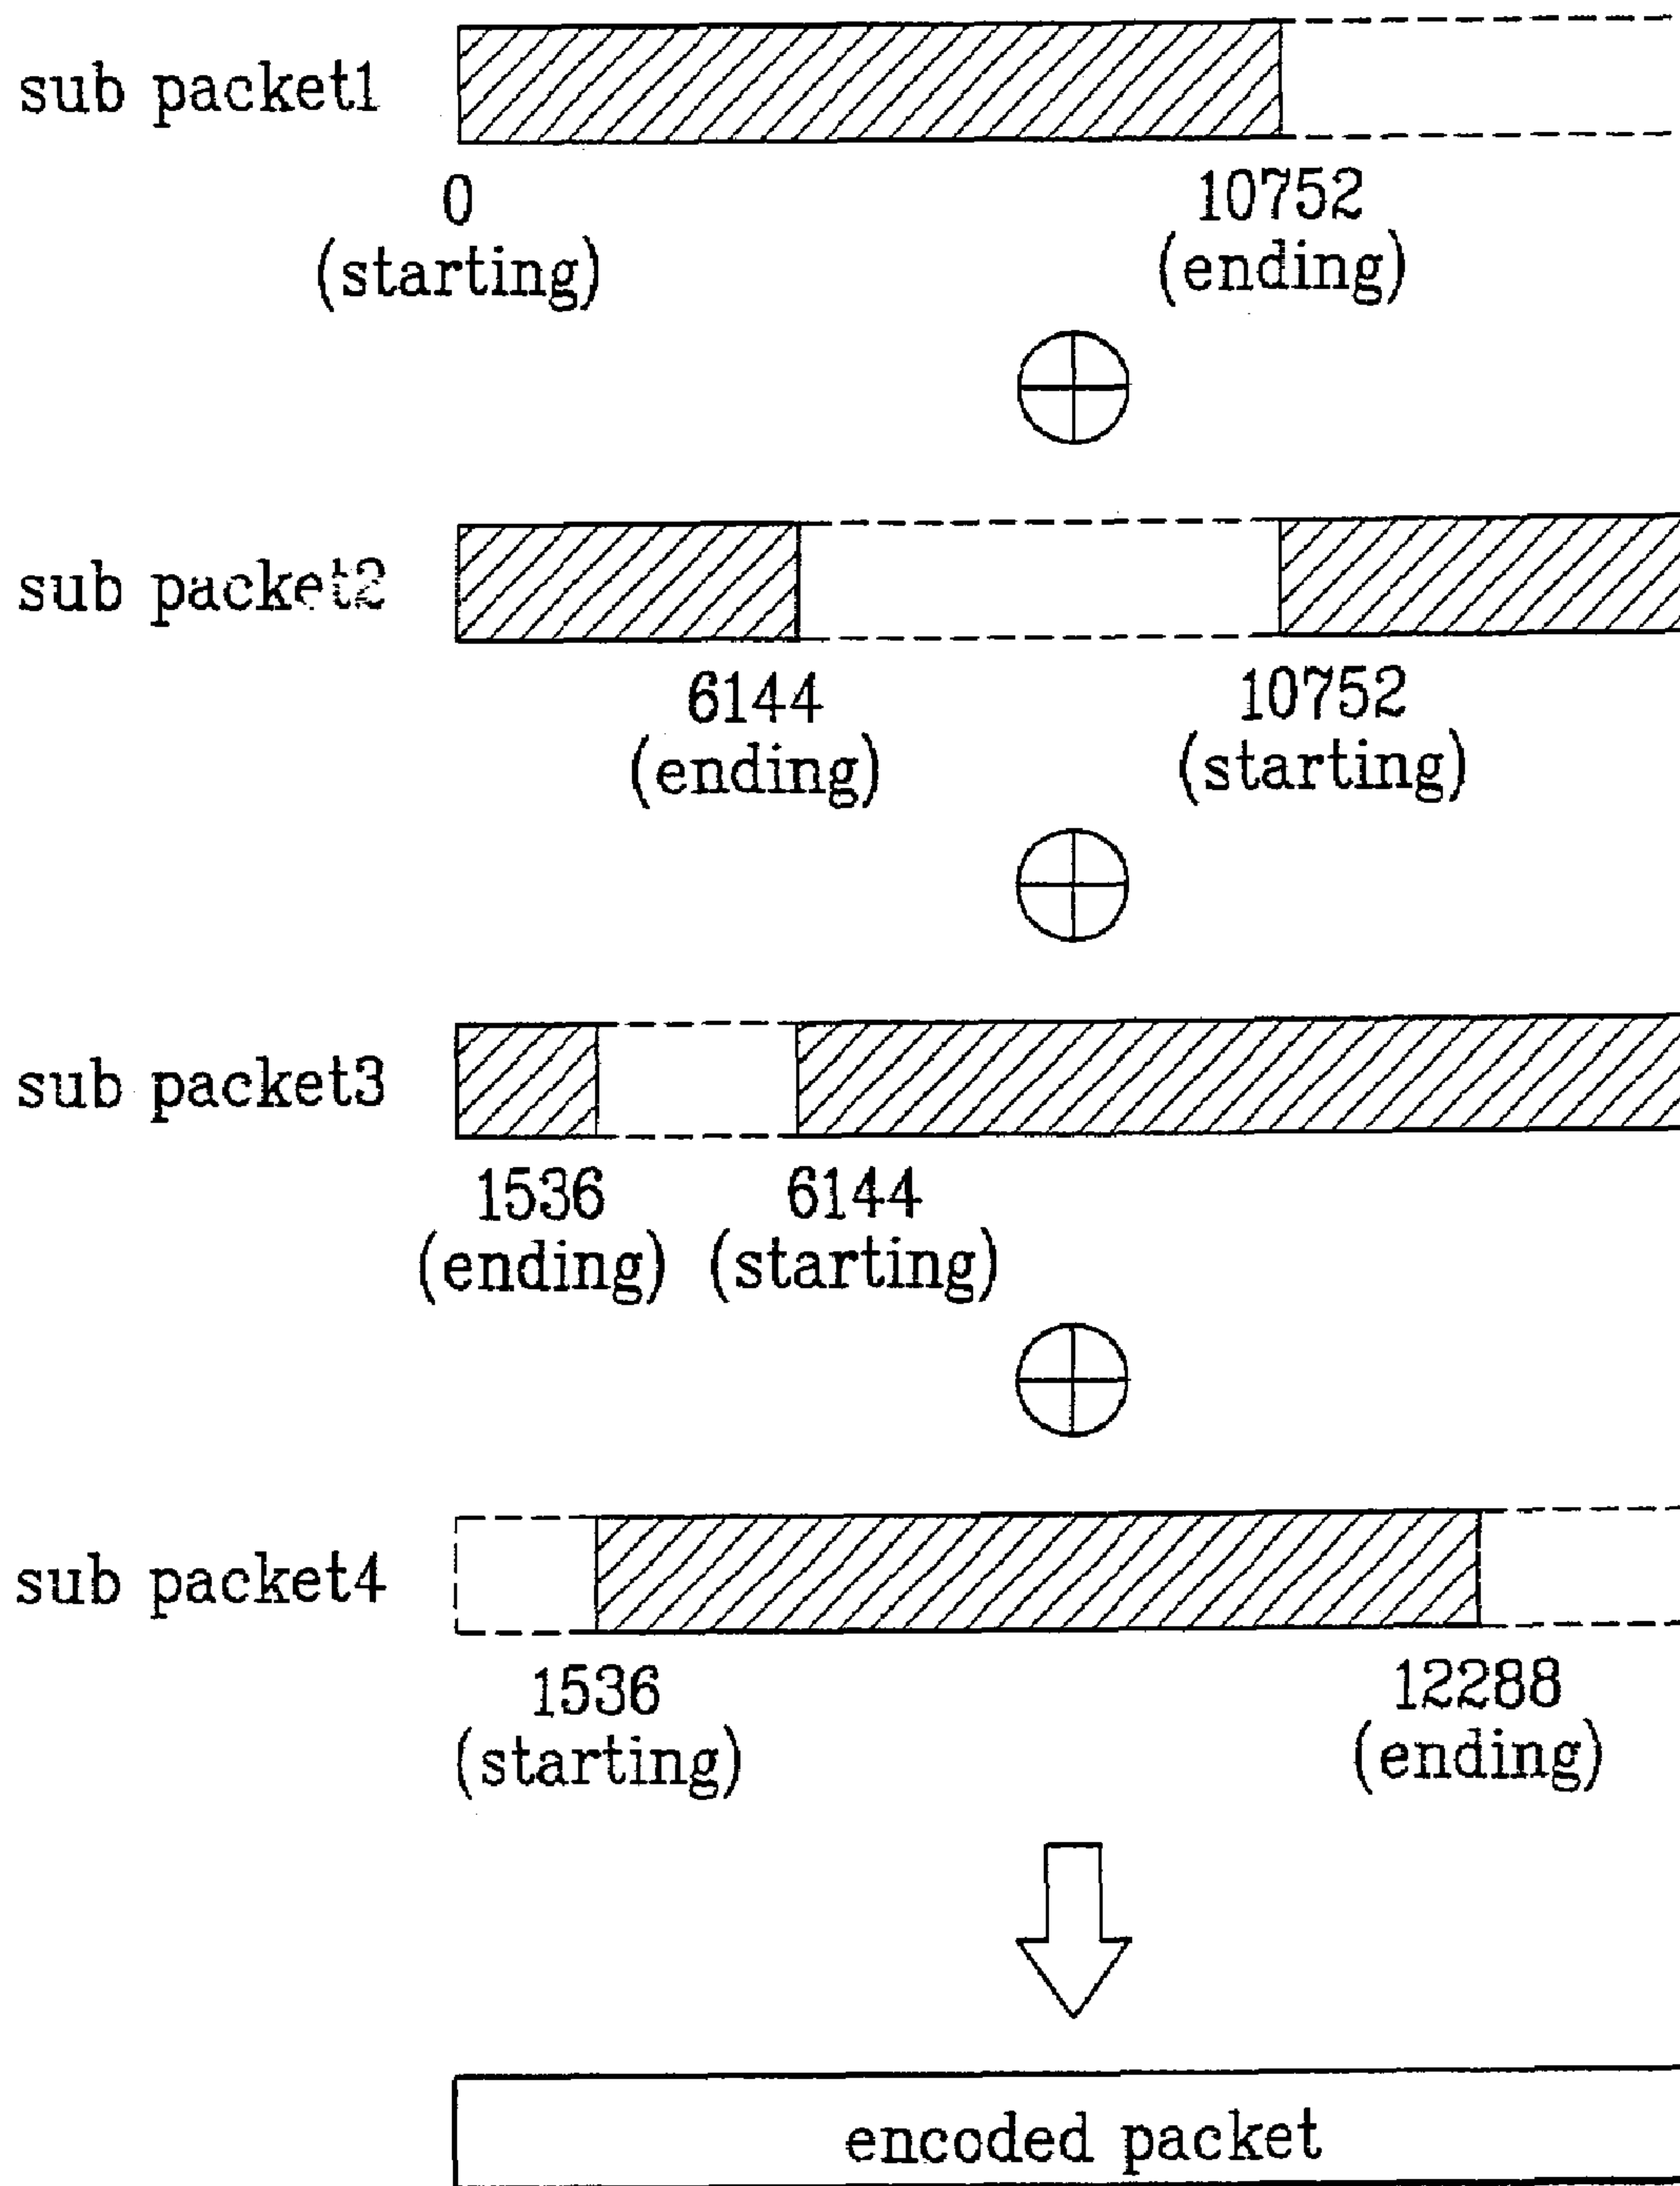 sub packet1
0
(starting)
10752
(ending)
sub packet2
6144
(ending)
10752
(starting)
sub packet3
1536
(ending)
6144
(starting)
sub packet4
1536
(starting)
12288
(ending)
encoded packet